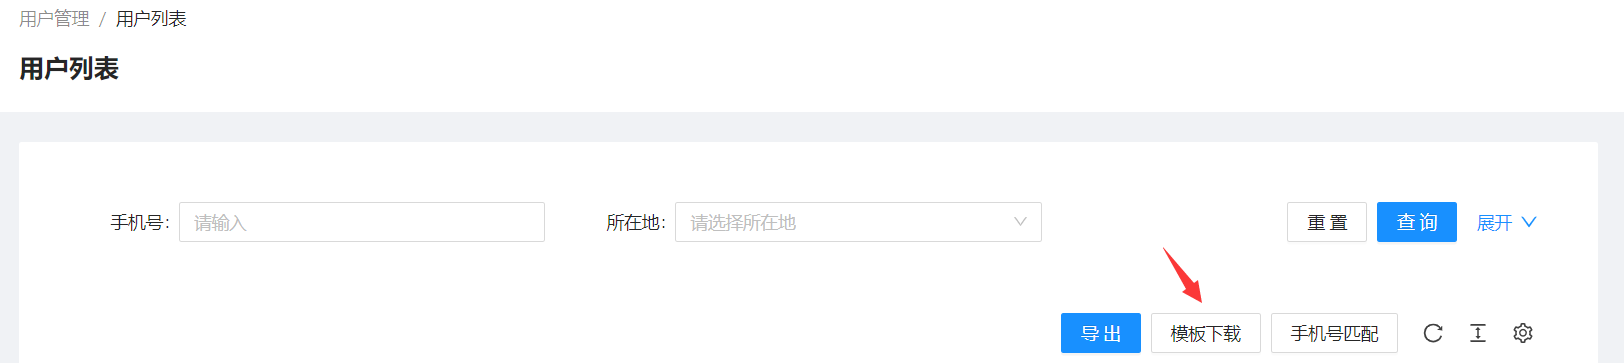 用户管理 / 用户列表
用户列表
手机号: 请输入 所在地: 请选择所在地 重置 查询 展开
导出 模板下载 手机号匹配